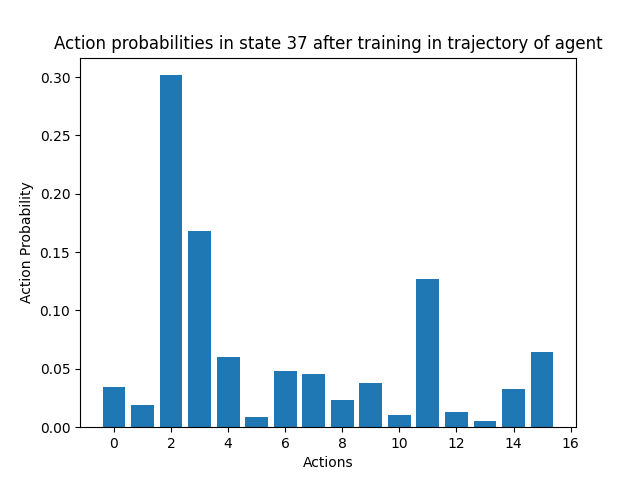 Action probabilities in state 37 after training in trajectory of agent
0.30
0.25
0.20
0.15
0.10
0.05
0.00
Action Probability
0 2 4 6 8 10 12 14 16
Actions